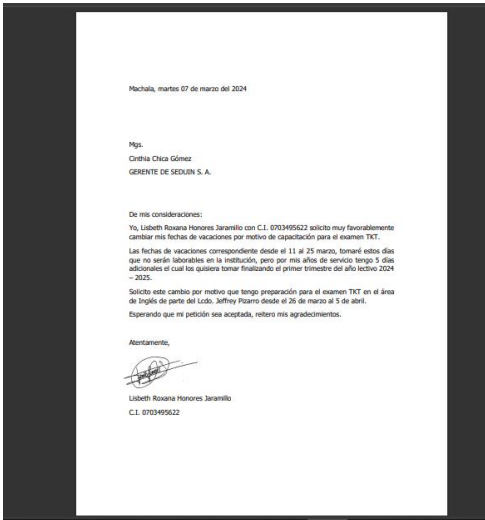 Machala, martes 07 de marzo del 2024
Mgs.
Cinthia Chica Gómez
GERENTE DE SEDUIN S. A.
De mis consideraciones:
Yo, Lisbeth Roxana Honores Jaramillo con C.I. 0703495622 solicito muy favorablemente
cambiar mis fechas de vacaciones por motivo de capacitación para el examen TKT.
Las fechas de vacaciones correspondiente desde el 11 al 25 marzo, tomaré estos días
que no serán laborables en la institución, pero por mis años de servicio tengo 5 días
adicionales el cual los quisiera tomar finalizando el primer trimestre del año lectivo 2024
– 2025.
Solicito este cambio por motivo que tengo preparación para el examen TKT en el área
de Inglés de parte del Lcdo. Jeffrey Pizarro desde el 26 de marzo al 5 de abril.
Esperando que mi petición sea aceptada, reitero mis agradecimientos.
Atentamente,
Lisbeth Roxana Honores Jaramillo
C.I. 0703495622